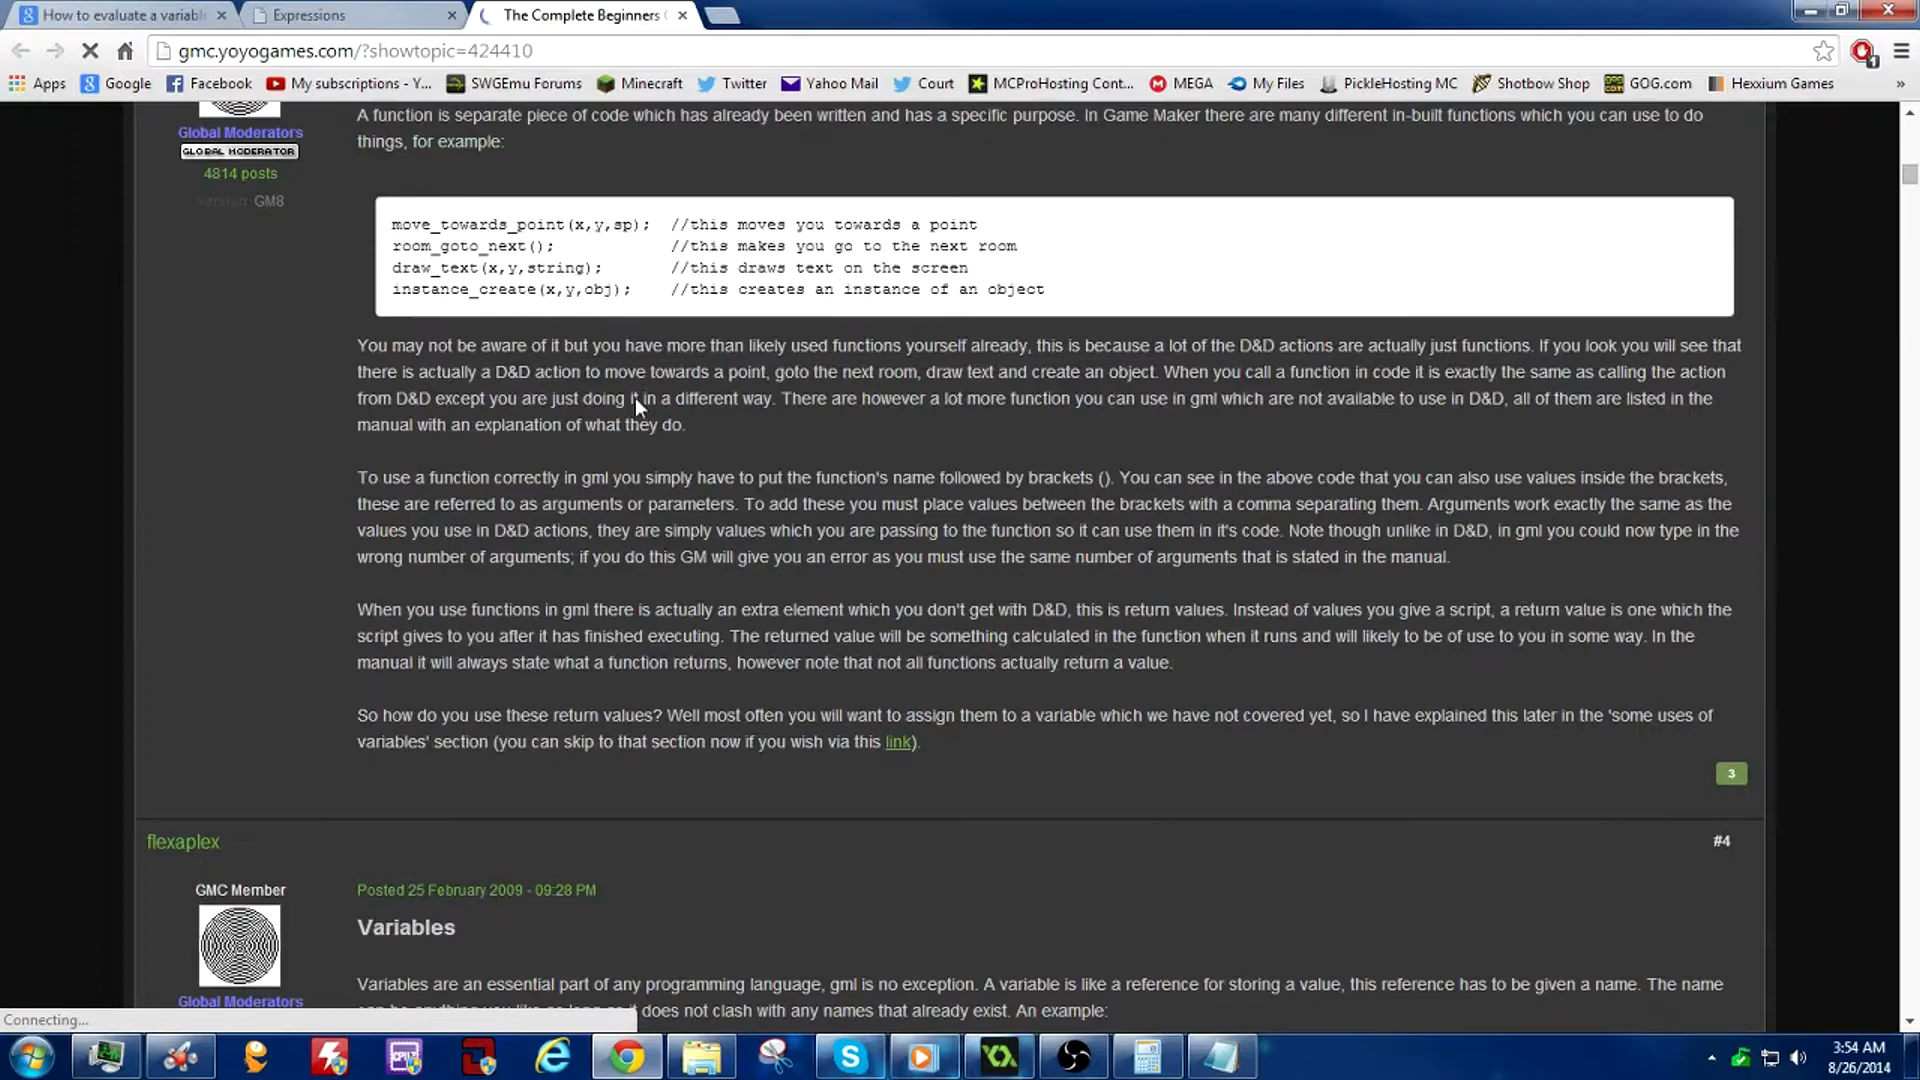 How to evaluate a variabl
Expressions
The Complete Beginners
gmc.yoyogames.com/?showtopic=424410
Apps
Google
Facebook
My subscriptions - Y...
SWGEmu Forums
Minecraft
Twitter
Yahoo Mail
Court
MCProHosting Cont...
MEGA
My Files
PickleHosting MC
Shotbow Shop
GOG.com
Hexxium Games
»
Global Moderators
GLOBAL MODERATOR
4814 posts
version: GM8
A function is separate piece of code which has already been written and has a specific purpose. In Game Maker there are many different in-built functions which you can use to do
things, for example:
move_towards_point(x,y,sp); //this moves you towards a point
room_goto_next(); //this makes you go to the next room
draw_text(x,y,string); //this draws text on the screen
instance_create(x,y,obj); //this creates an instance of an object
You may not be aware of it but you have more than likely used functions yourself already, this is because a lot of the D&D actions are actually just functions. If you look you will see that
there is actually a D&D action to move towards a point, goto the next room, draw text and create an object. When you call a function in code it is exactly the same as calling the action
from D&D except you are just doing it in a different way. There are however a lot more function you can use in gml which are not available to use in D&D, all of them are listed in the
manual with an explanation of what they do.
To use a function correctly in gml you simply have to put the function's name followed by brackets (). You can see in the above code that you can also use values inside the brackets,
these are referred to as arguments or parameters. To add these you must place values between the brackets with a comma separating them. Arguments work exactly the same as the
values you use in D&D actions, they are simply values which you are passing to the function so it can use them in it's code. Note though unlike in D&D, in gml you could now type in the
wrong number of arguments; if you do this GM will give you an error as you must use the same number of arguments that is stated in the manual.
When you use functions in gml there is actually an extra element which you don't get with D&D, this is return values. Instead of values you give a script, a return value is one which the
script gives to you after it has finished executing. The returned value will be something calculated in the function when it runs and will likely to be of use to you in some way. In the
manual it will always state what a function returns, however note that not all functions actually return a value.
So how do you use these return values? Well most often you will want to assign them to a variable which we have not covered yet, so I have explained this later in the 'some uses of
variables' section (you can skip to that section now if you wish via this link).
3
flexaplex
#4
GMC Member
Posted 25 February 2009 - 09:28 PM
Variables
Global Moderators
Variables are an essential part of any programming language, gml is no exception. A variable is like a reference for storing a value, this reference has to be given a name. The name
does not clash with any names that already exist. An example:
Connecting...
3:54 AM
8/26/2014